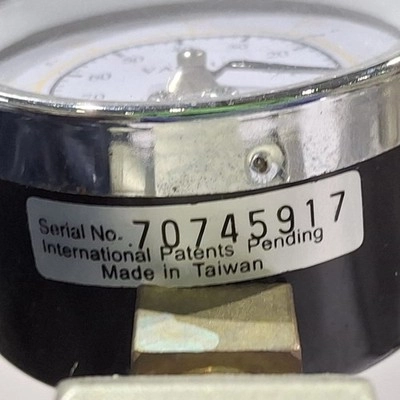 Serial No. 70745917
International Patents Pending
Made in Taiwan